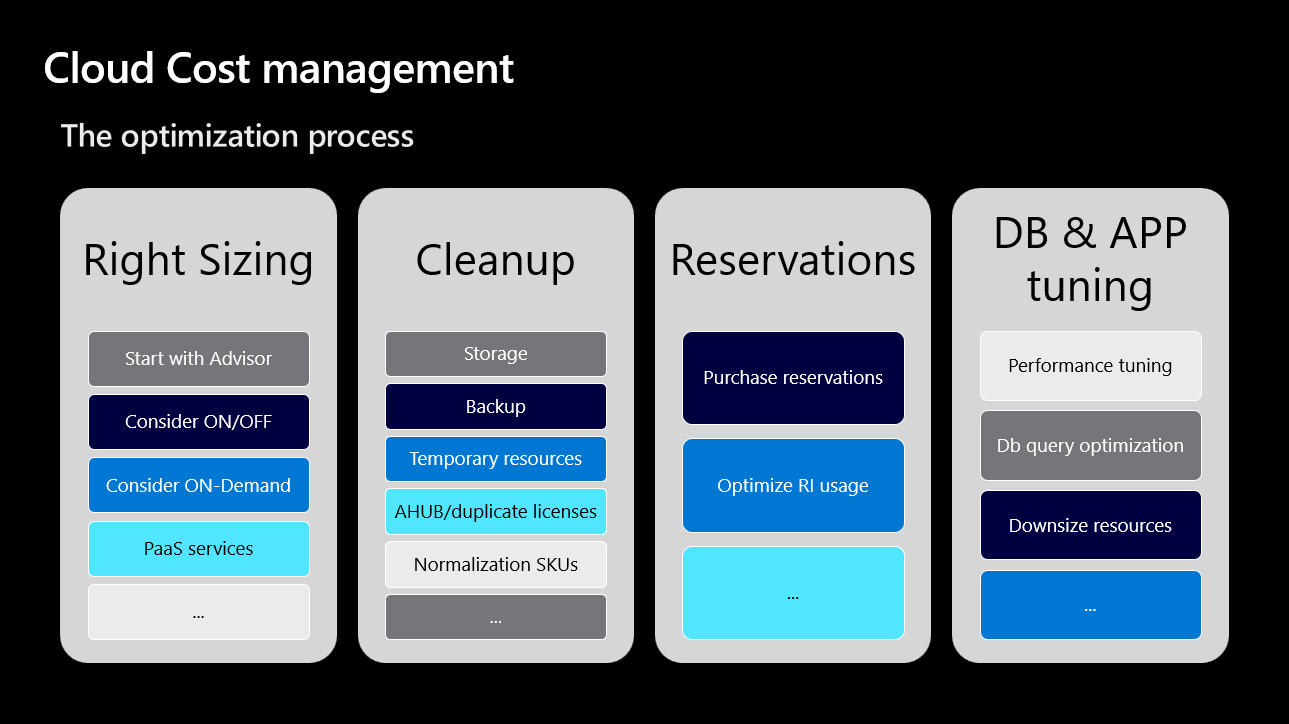 Cloud Cost management
The optimization process
Right Sizing
Start with Advisor
Consider ON/OFF
Consider ON-Demand
PaaS services
...
Cleanup
Storage
Backup
Temporary resources
AHUB/duplicate licenses
Normalization SKUs
...
Reservations
Purchase reservations
Optimize RI usage
...
DB & APP
tuning
Performance tuning
Db query optimization
Downsize resources
...